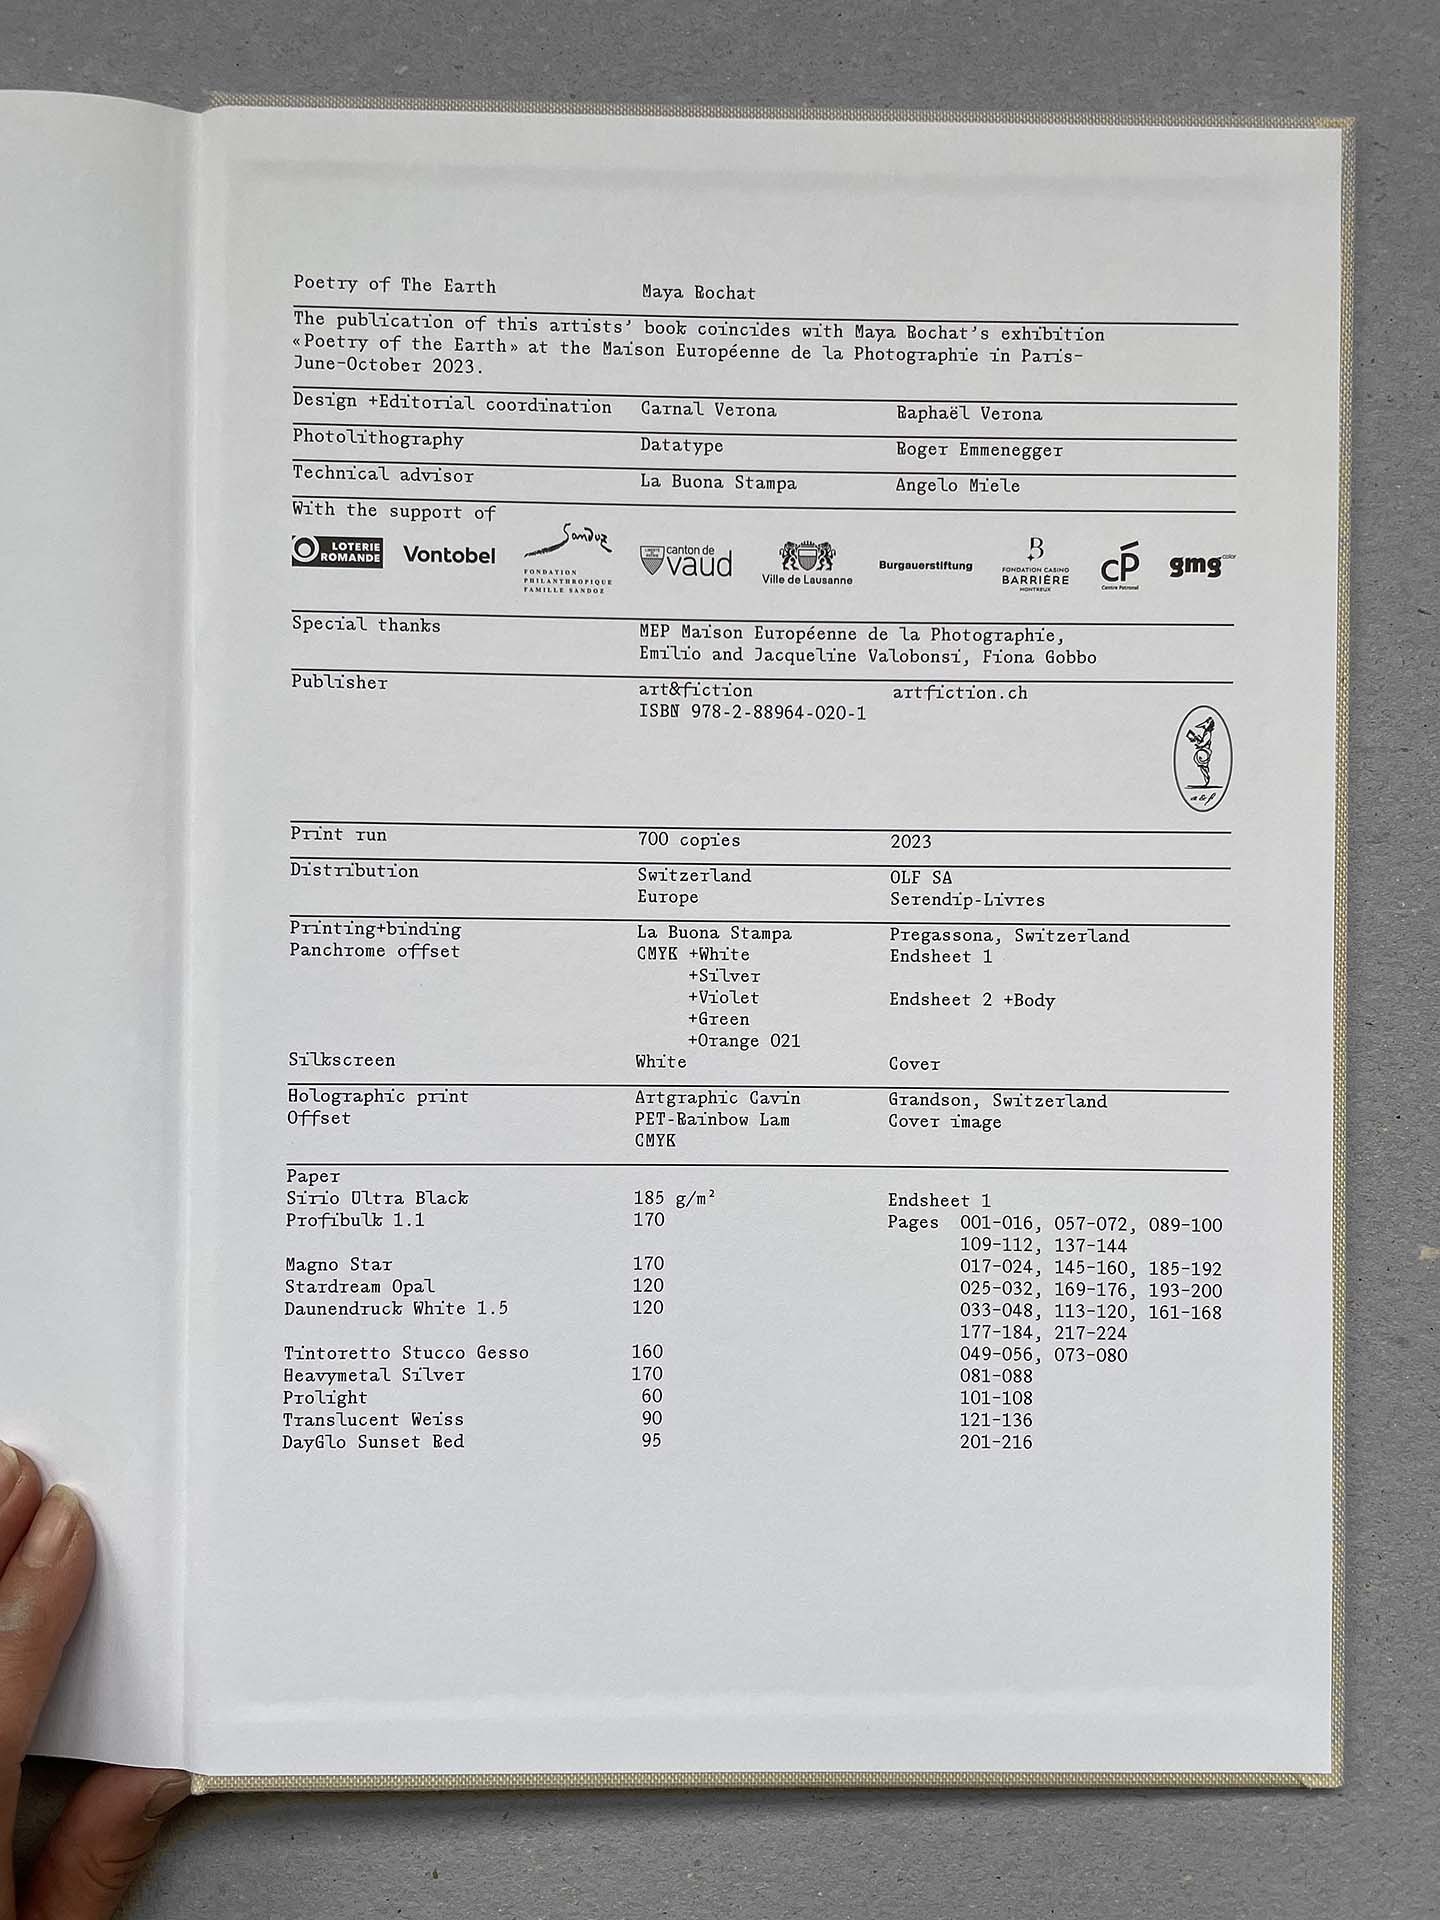 Poetry of The Earth Maya Rochat
The publication of this artists' book coincides with Maya Rochat's exhibition
«Poetry of the Earth» at the Maison Européenne de la Photographie in Paris-
June-October 2023.
Design +Editorial coordination Carnal Verona Raphaël Verona
Photolithography Datatype Roger Emmenegger
Technical advisor La Buona Stampa Angelo Miele
With the support of
LOTERIE
ROMANDE
Vontobel
Sandoz
FONDATION
PHILANTHROPIQUE
FAMILLE SANDOZ
LIBERTÉ ET PATRIE
canton de
vaud
Ville de Lausanne
Burgauerstiftung
B
FONDATION CASINO
BARRIÈRE
MONTREUX
cP
Centre Patronal
gmg color
Special thanks MEP Maison Européenne de la Photographie,
Emilio and Jacqueline Valobonsi, Fiona Gobbo
Publisher art&fiction artfiction.ch
ISBN 978-2-88964-020-1
a&f
Print run 700 copies 2023
Distribution Switzerland OLF SA
Europe Serendip-Livres
Printing+binding La Buona Stampa Pregassona, Switzerland
Panchrome offset CMYK +White Endsheet 1
+Silver
+Violet Endsheet 2 +Body
+Green
+Orange 021
Silkscreen White Cover
Holographic print Artgraphic Cavin Grandson, Switzerland
Offset PET-Rainbow Lam Cover image
CMYK
Paper
Sirio Ultra Black 185 g/m² Endsheet 1
Profibulk 1.1 170 Pages 001-016, 057-072, 089-100
109-112, 137-144
Magno Star 170 017-024, 145-160, 185-192
Stardream Opal 120 025-032, 169-176, 193-200
Daunendruck White 1.5 120 033-048, 113-120, 161-168
177-184, 217-224
Tintoretto Stucco Gesso 160 049-056, 073-080
Heavymetal Silver 170 081-088
Prolight 60 101-108
Translucent Weiss 90 121-136
DayGlo Sunset Red 95 201-216